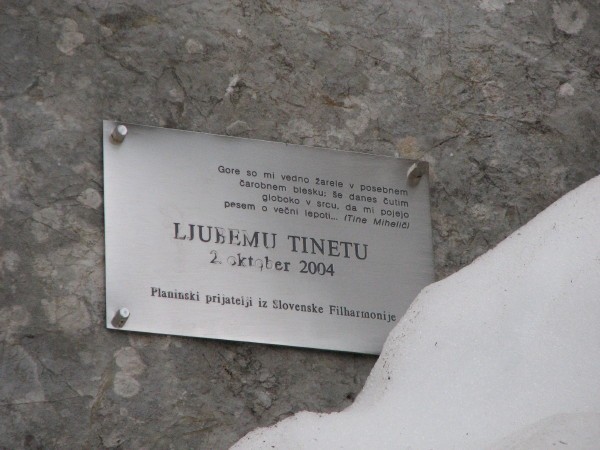 Gore so mi vedno žarele v posebnem
čarobnem blesku; še danes čutim
globoko v srcu, da mi pojejo
pesem o večni lepoti... (Tine Mihelič)
LJUBEMU TINETU
2. oktober 2004
Planinski prijatelji iz Slovenske Filharmonije